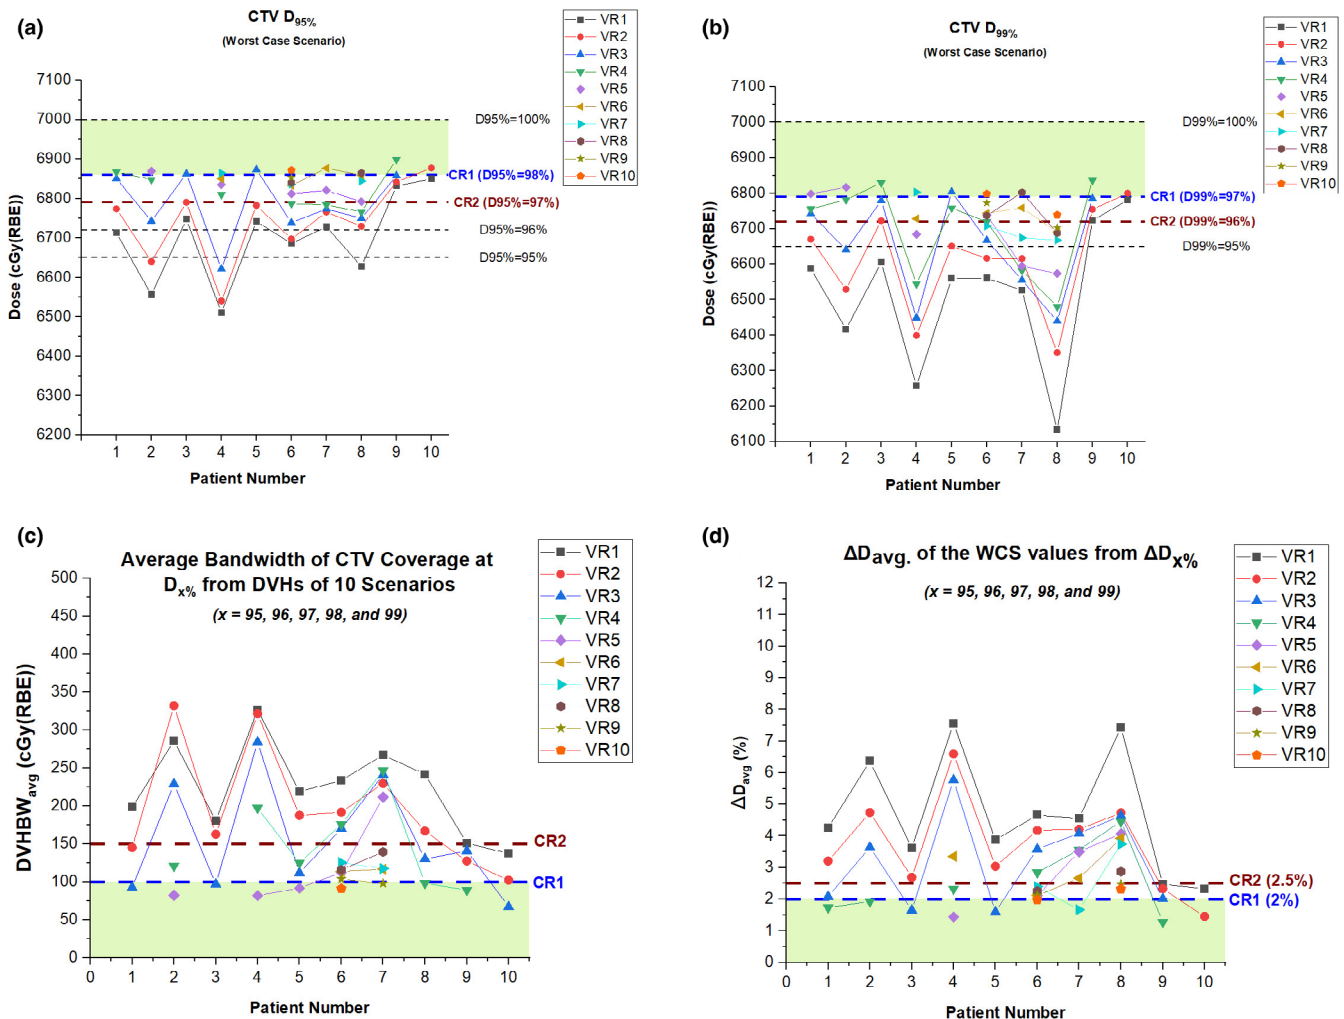 (a)
CTV D95%
(Worst Case Scenario)
VR1
VR2
VR3
VR4
VR5
VR6
VR7
VR8
VR9
VR10
7100
7000
6900
6800
6700
6600
6500
6400
6300
6200
Dose (cGy(RBE))
D95%=100%
CR1 (D95%=98%)
CR2 (D95%=97%)
D95%=96%
D95%=95%
1 2 3 4 5 6 7 8 9 10
Patient Number
(b)
CTV D99%
(Worst Case Scenario)
VR1
VR2
VR3
VR4
VR5
VR6
VR7
VR8
VR9
VR10
7100
7000
6900
6800
6700
6600
6500
6400
6300
6200
6100
Dose (cGy(RBE))
D99%=100%
CR1 (D99%=97%)
CR2 (D99%=96%)
D99%=95%
1 2 3 4 5 6 7 8 9 10
Patient Number
(c)
Average Bandwidth of CTV Coverage at
Dx% from DVHs of 10 Scenarios
(x = 95, 96, 97, 98, and 99)
VR1
VR2
VR3
VR4
VR5
VR6
VR7
VR8
VR9
VR10
500
450
400
350
300
250
200
150
100
50
0
DVHBWavg (cGy(RBE))
CR2
CR1
0 1 2 3 4 5 6 7 8 9 10
Patient Number
(d)
ΔDavg. of the WCS values from ΔDx%
(x = 95, 96, 97, 98, and 99)
VR1
VR2
VR3
VR4
VR5
VR6
VR7
VR8
VR9
VR10
12
11
10
9
8
7
6
5
4
3
2
1
0
ΔDavg (%)
CR2 (2.5%)
CR1 (2%)
0 1 2 3 4 5 6 7 8 9 10
Patient Number